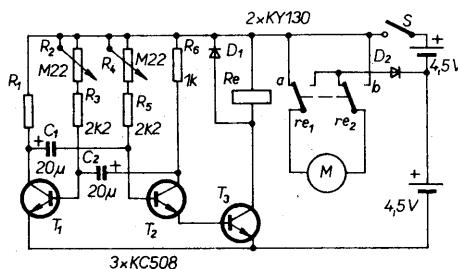 2×KY130
S
R2
R4
R6
D1
D2
M22
M22
1k
Re
a
b
4,5V
R1
R3
R5
re1
re2
2K2
2K2
C1
C2
20µ
20µ
M
4,5V
T1
T2
T3
3×KC508